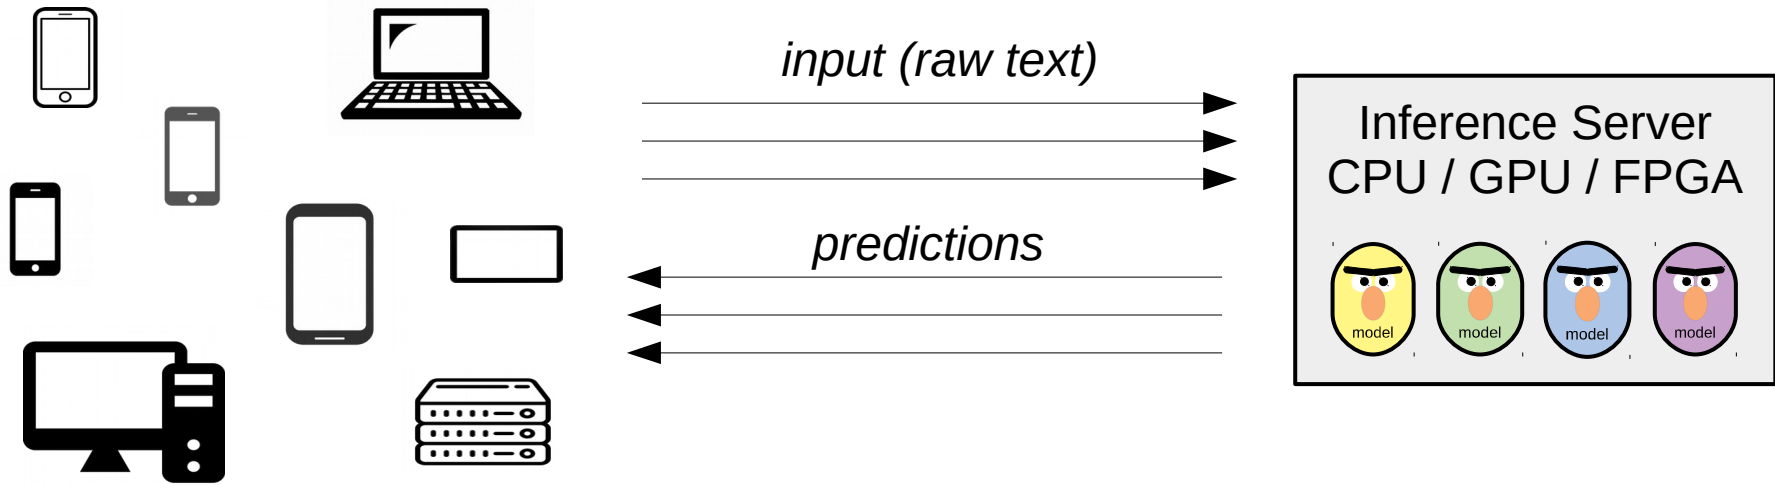 input (raw text)
predictions
Inference Server
CPU / GPU / FPGA
model
model
model
model